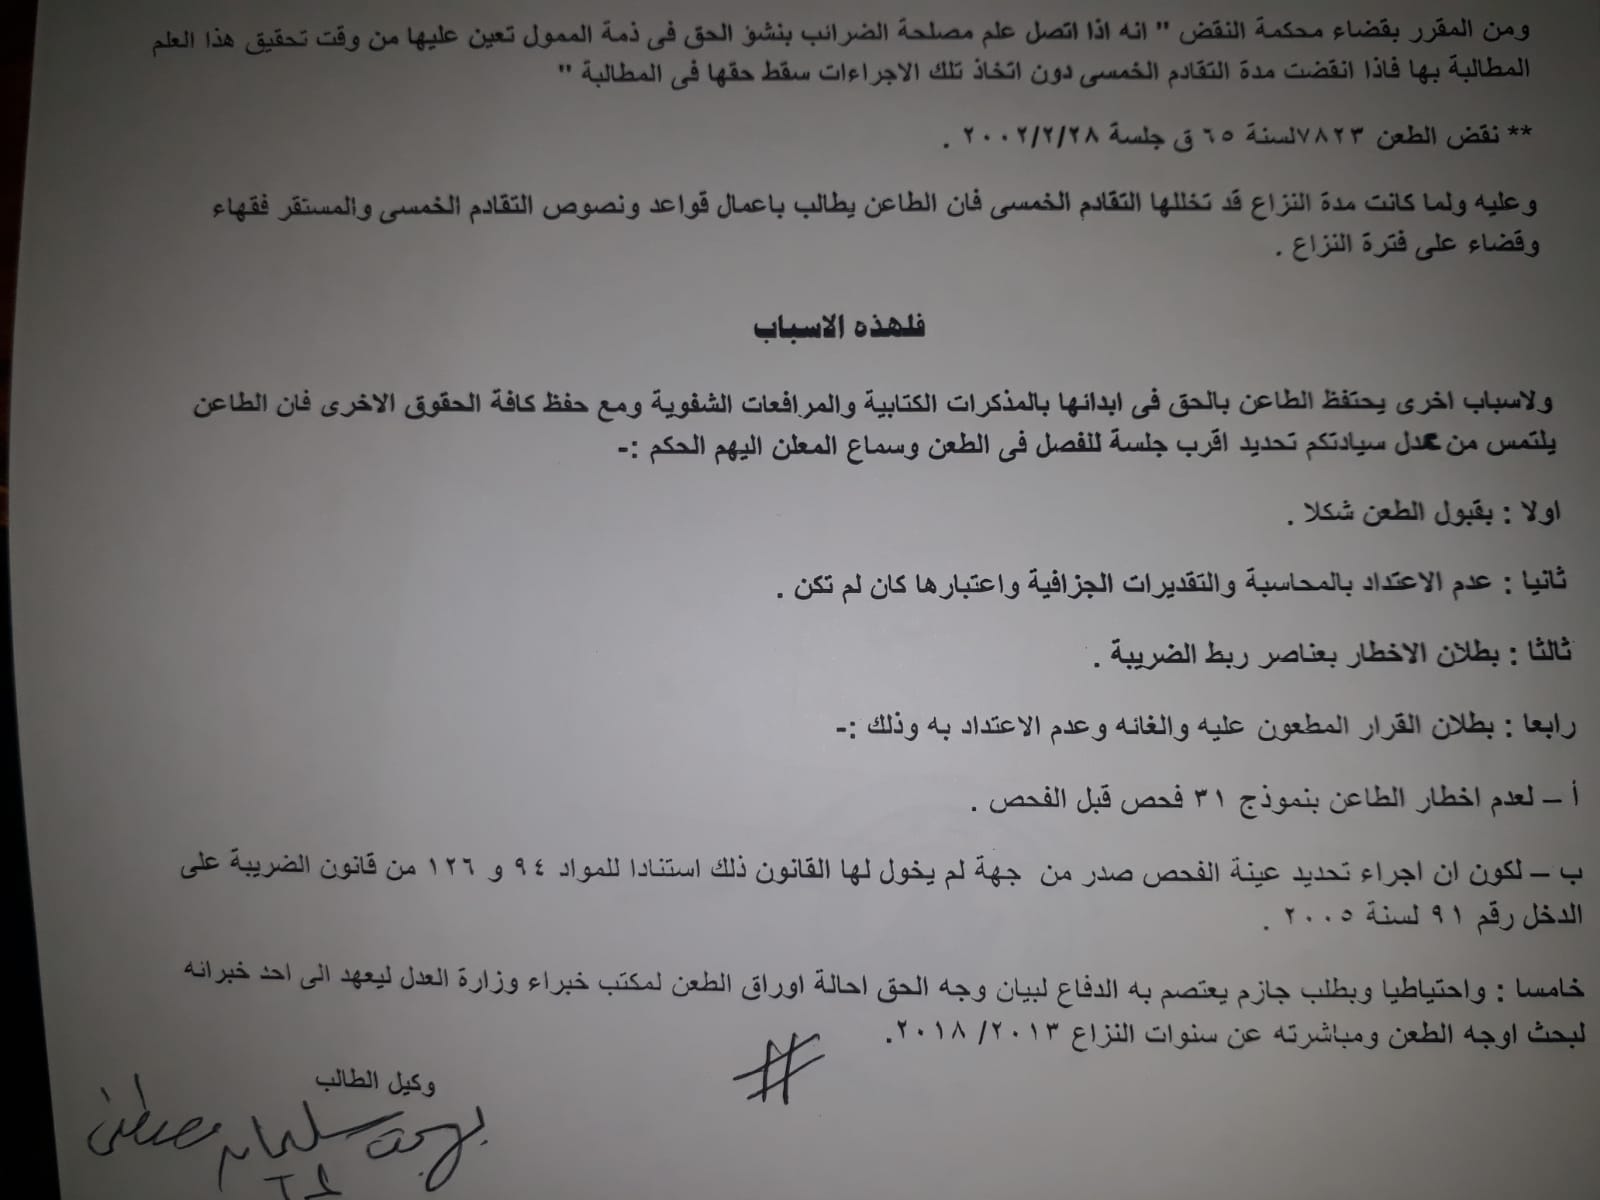 ومن المقرر بقضاء محكمة النقض " انه اذا اتصل علم مصلحة الضرائب بنشؤ الحق فى ذمة الممول تعين عليها من وقت تحقيق هذا العلم
المطالبة بها فاذا انقضت مدة التقادم الخمسى دون اتخاذ تلك الاجراءات سقط حقها فى المطالبة "
** نقض الطعن ٧٨٢٣لسنة ٦٥ ق جلسة ٢٠٠٢/٢/٢٨ .
وعليه ولما كانت مدة النزاع قد تخللها التقادم الخمسى فان الطاعن يطالب باعمال قواعد ونصوص التقادم الخمسى والمستقر فقهاء
وقضاء على فترة النزاع .
فلهذه الاسباب
ولاسباب اخرى يحتفظ الطاعن بالحق فى ابدائها بالمذكرات الكتابية والمرافعات الشفوية ومع حفظ كافة الحقوق الاخرى فان الطاعن
يلتمس من عدل سيادتكم تحديد اقرب جلسة للفصل فى الطعن وسماع المعلن اليهم الحكم :-
اولا : بقبول الطعن شكلا .
ثانيا : عدم الاعتداد بالمحاسبة والتقديرات الجزافية واعتبارها كان لم تكن .
ثالثا : بطلان الاخطار بعناصر ربط الضريبة .
رابعا : بطلان القرار المطعون عليه والغائه وعدم الاعتداد به وذلك :-
أ – لعدم اخطار الطاعن بنموذج ٣١ فحص قبل الفحص .
ب – لكون ان اجراء تحديد عينة الفحص صدر من جهة لم يخول لها القانون ذلك استنادا للمواد ٩٤ و ١٢٦ من قانون الضريبة على
الدخل رقم ٩١ لسنة ٢٠٠٥ .
خامسا : واحتياطيا وبطلب جازم يعتصم به الدفاع لبيان وجه الحق احالة اوراق الطعن لمكتب خبراء وزارة العدل ليعهد الى احد خبرائه
لبحث اوجه الطعن ومباشرته عن سنوات النزاع ٢٠١٣/ ٢٠١٨.
#
وكيل الطالب
بهجة سليمان مصطفى